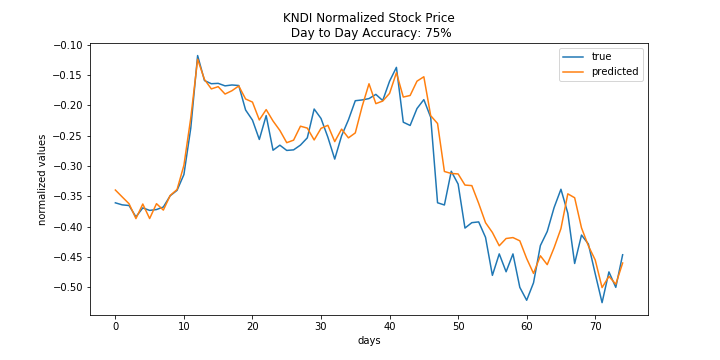 KNDI Normalized Stock Price
Day to Day Accuracy: 75%
true
predicted
normalized values
−0.10
−0.15
−0.20
−0.25
−0.30
−0.35
−0.40
−0.45
−0.50
0
10
20
30
40
50
60
70
days